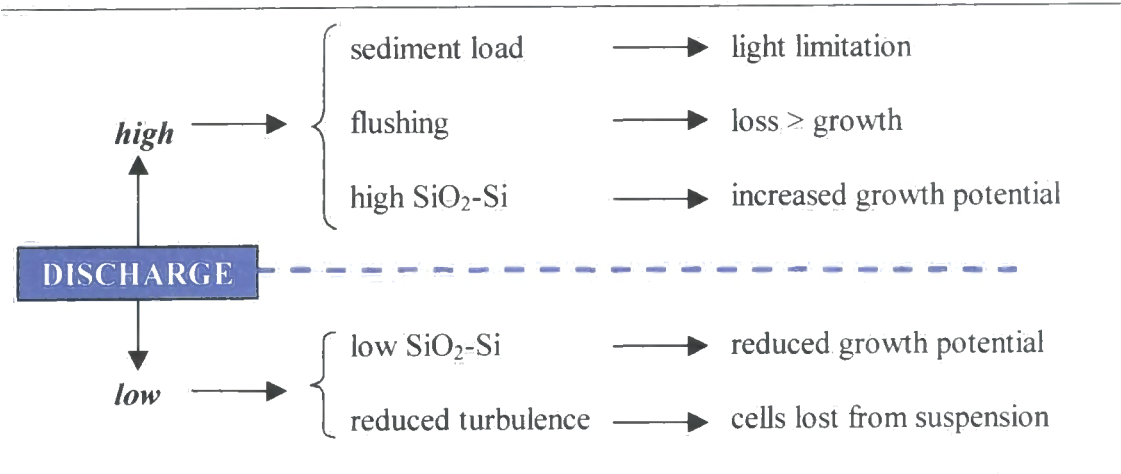 sediment load light limitation
high flushing loss > growth
high SiO₂-Si increased growth potential
DISCHARGE
low SiO₂-Si reduced growth potential
low
reduced turbulence cells lost from suspension